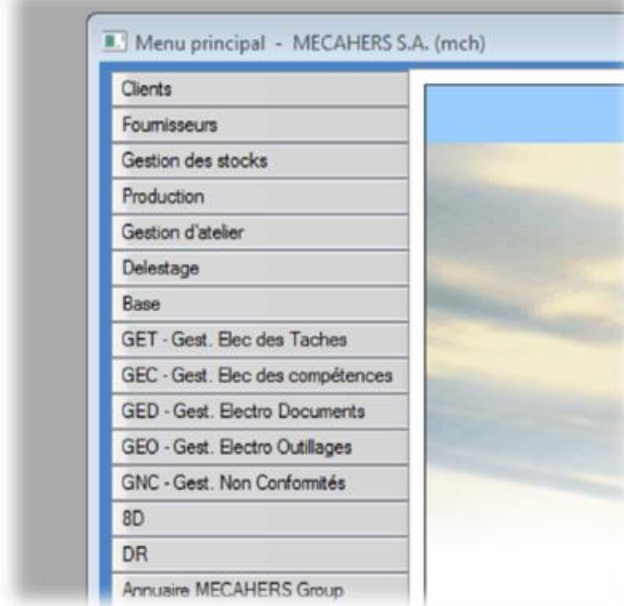 Menu principal - MECAHERS S.A. (mch)
Clients
Fournisseurs
Gestion des stocks
Production
Gestion d'atelier
Delestage
Base
GET - Gest. Elec des Taches
GEC - Gest. Elec des compétences
GED - Gest. Electro Documents
GEO - Gest. Electro Outillages
GNC - Gest. Non Conformités
8D
DR
Annuaire MECAHERS Group